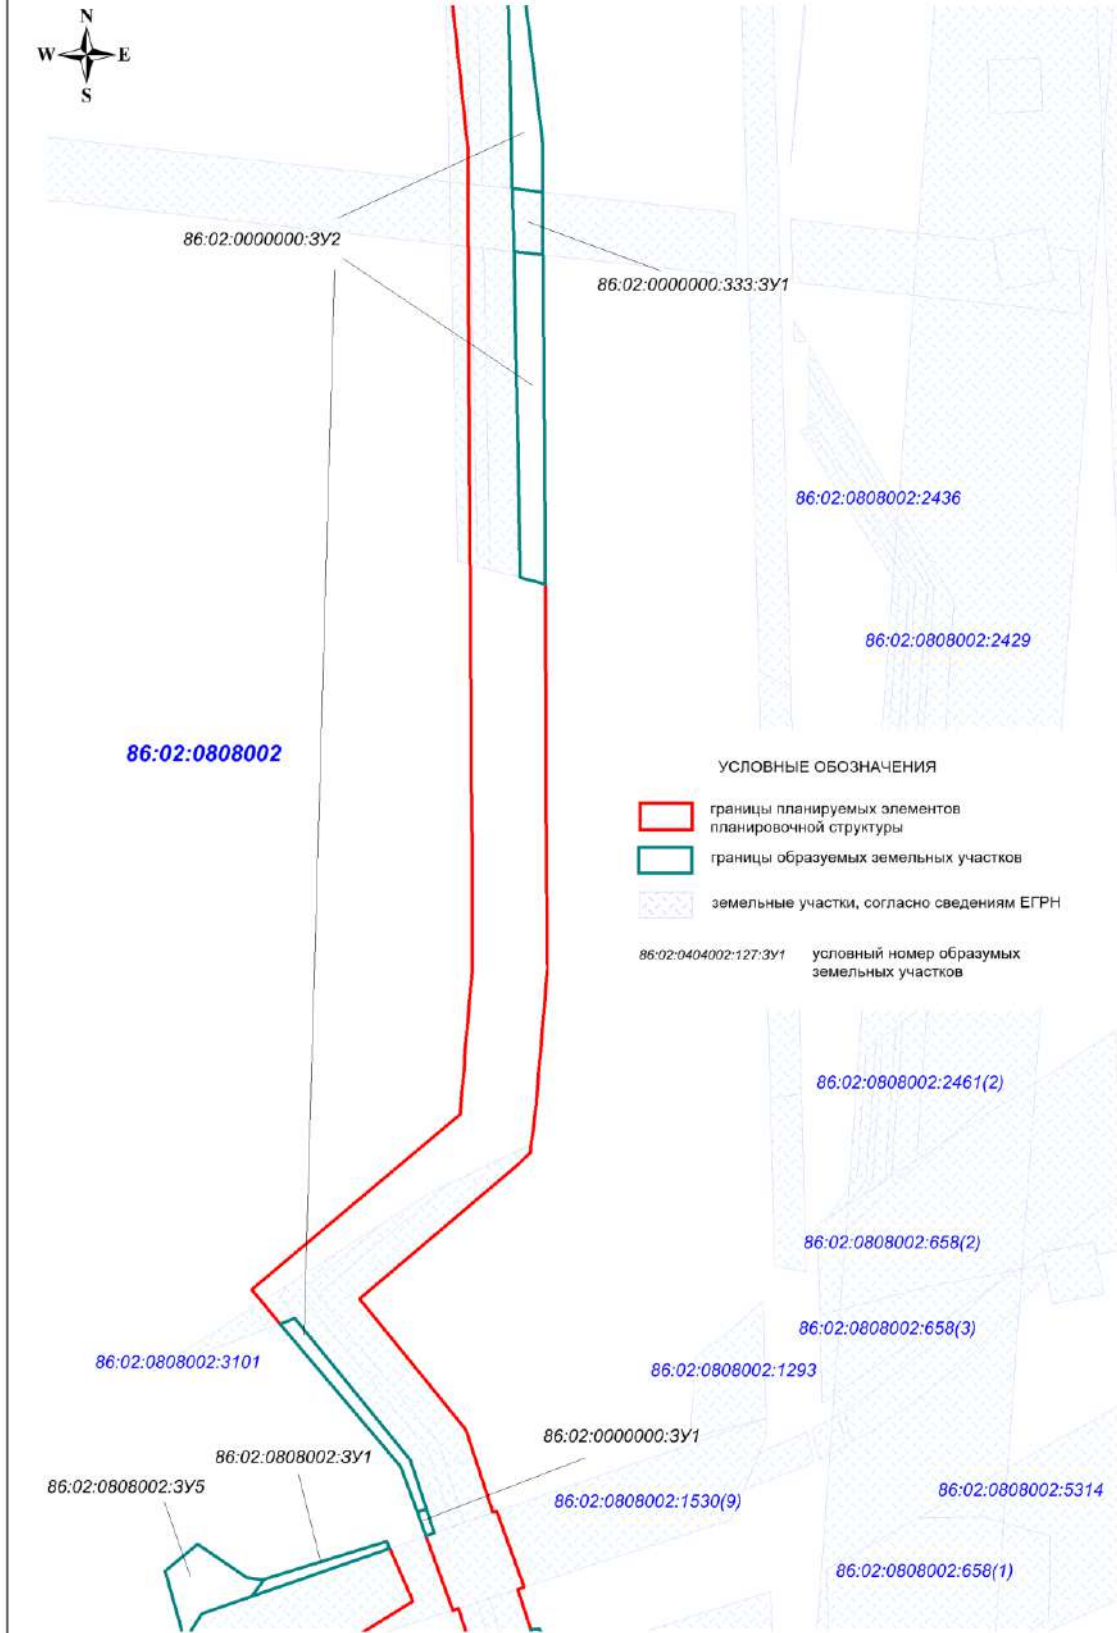 N
W E
S
86:02:0000000:ЗУ2
86:02:0000000:333:ЗУ1
86:02:0808002:2436
86:02:0808002:2429
86:02:0808002
УСЛОВНЫЕ ОБОЗНАЧЕНИЯ
границы планируемых элементов
планировочной структуры
границы образуемых земельных участков
земельные участки, согласно сведениям ЕГРН
86:02:0404002:127:ЗУ1 условный номер образумых
земельных участков
86:02:0808002:2461(2)
86:02:0808002:658(2)
86:02:0808002:658(3)
86:02:0808002:3101
86:02:0808002:1293
86:02:0000000:ЗУ1
86:02:0808002:ЗУ1
86:02:0808002:ЗУ5
86:02:0808002:1530(9)
86:02:0808002:5314
86:02:0808002:658(1)